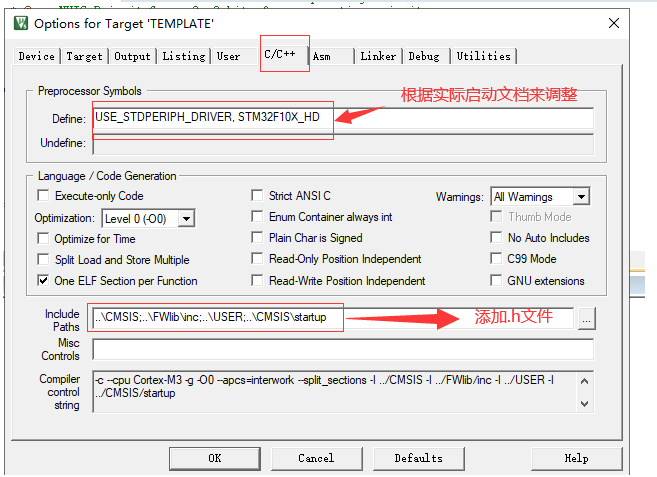 Options for Target 'TEMPLATE'
Device Target Output Listing User C/C++ Asm Linker Debug Utilities
Preprocessor Symbols
根据实际启动文档来调整
Define: USE_STDPERIPH_DRIVER, STM32F10X_HD
Undefine:
Language / Code Generation
Execute-only Code Strict ANSI C Warnings: All Warnings
Optimization: Level 0 (-O0) Enum Container always int Thumb Mode
Optimize for Time Plain Char is Signed No Auto Includes
Split Load and Store Multiple Read-Only Position Independent C99 Mode
One ELF Section per Function Read-Write Position Independent GNU extensions
Include Paths ..\CMSIS;..\FWlib\inc;..\USER;..\CMSIS\startup 添加.h文件 ...
Misc Controls
Compiler control string -c --cpu Cortex-M3 -g -O0 --apcs=interwork --split_sections -I ../CMSIS -I ../FWlib/inc -I ../USER -I
../CMSIS/startup
OK Cancel Defaults Help